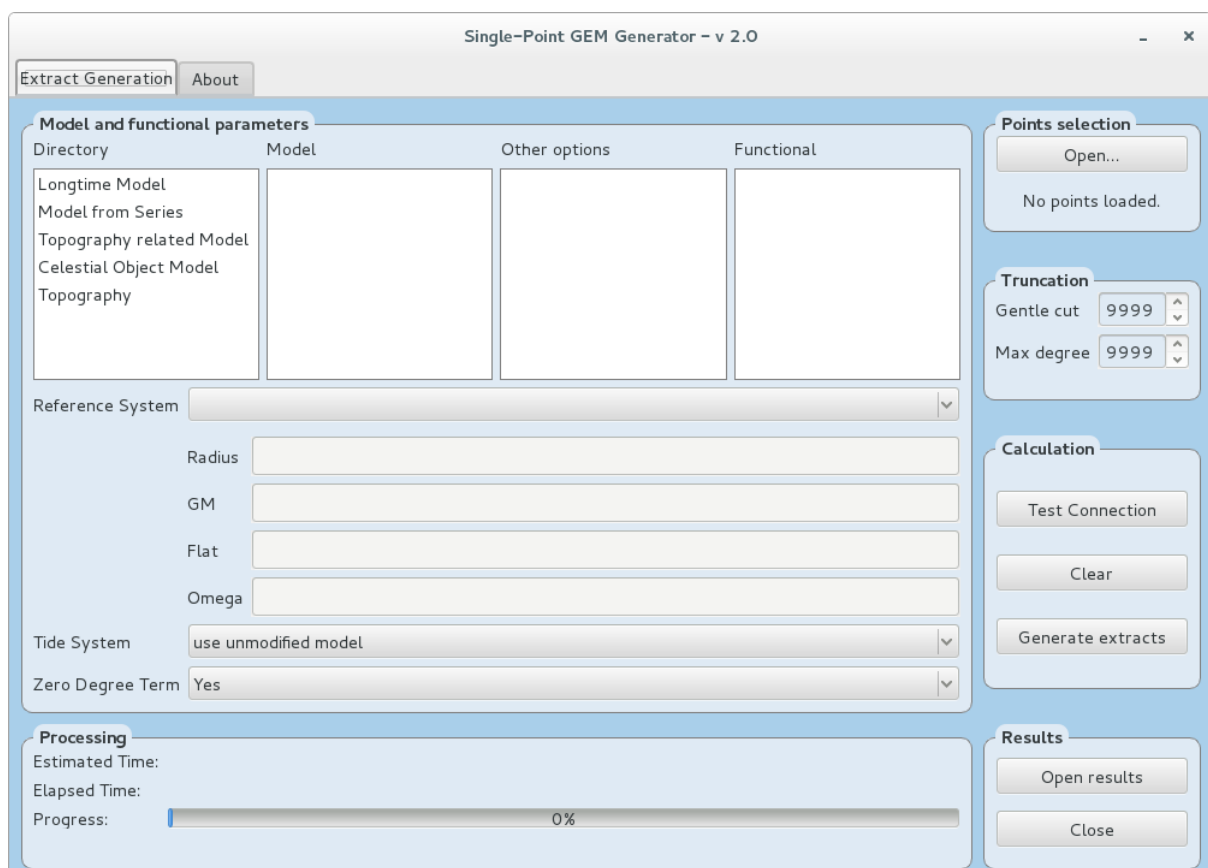 Single-Point GEM Generator - v 2.0
Extract Generation
About
Model and functional parameters
Directory
Model
Other options
Functional
Longtime Model
Model from Series
Topography related Model
Celestial Object Model
Topography
Reference System
Radius
GM
Flat
Omega
Tide System
use unmodified model
Zero Degree Term
Yes
Processing
Estimated Time:
Elapsed Time:
Progress:
0%
Points selection
Open...
No points loaded.
Truncation
Gentle cut
9999
Max degree
9999
Calculation
Test Connection
Clear
Generate extracts
Results
Open results
Close